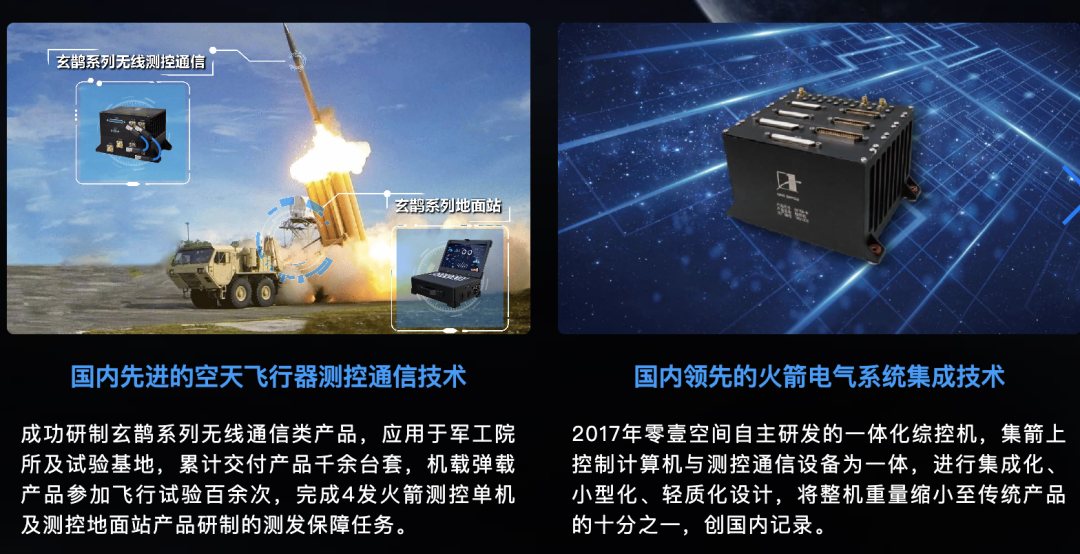 玄鹊系列无线测控通信
玄鹊系列地面站
国内先进的空天飞行器测控通信技术
成功研制玄鹊系列无线通信类产品，应用于军工院
所及试验基地，累计交付产品千余台套，机载弹载
产品参加飞行试验百余次，完成4发火箭测控单机
及测控地面站产品研制的测发保障任务。
国内领先的火箭电气系统集成技术
2017年零壹空间自主研发的一体化综控机，集箭上
控制计算机与测控通信设备为一体，进行集成化、
小型化、轻质化设计，将整机重量缩小至传统产品
的十分之一，创国内记录。